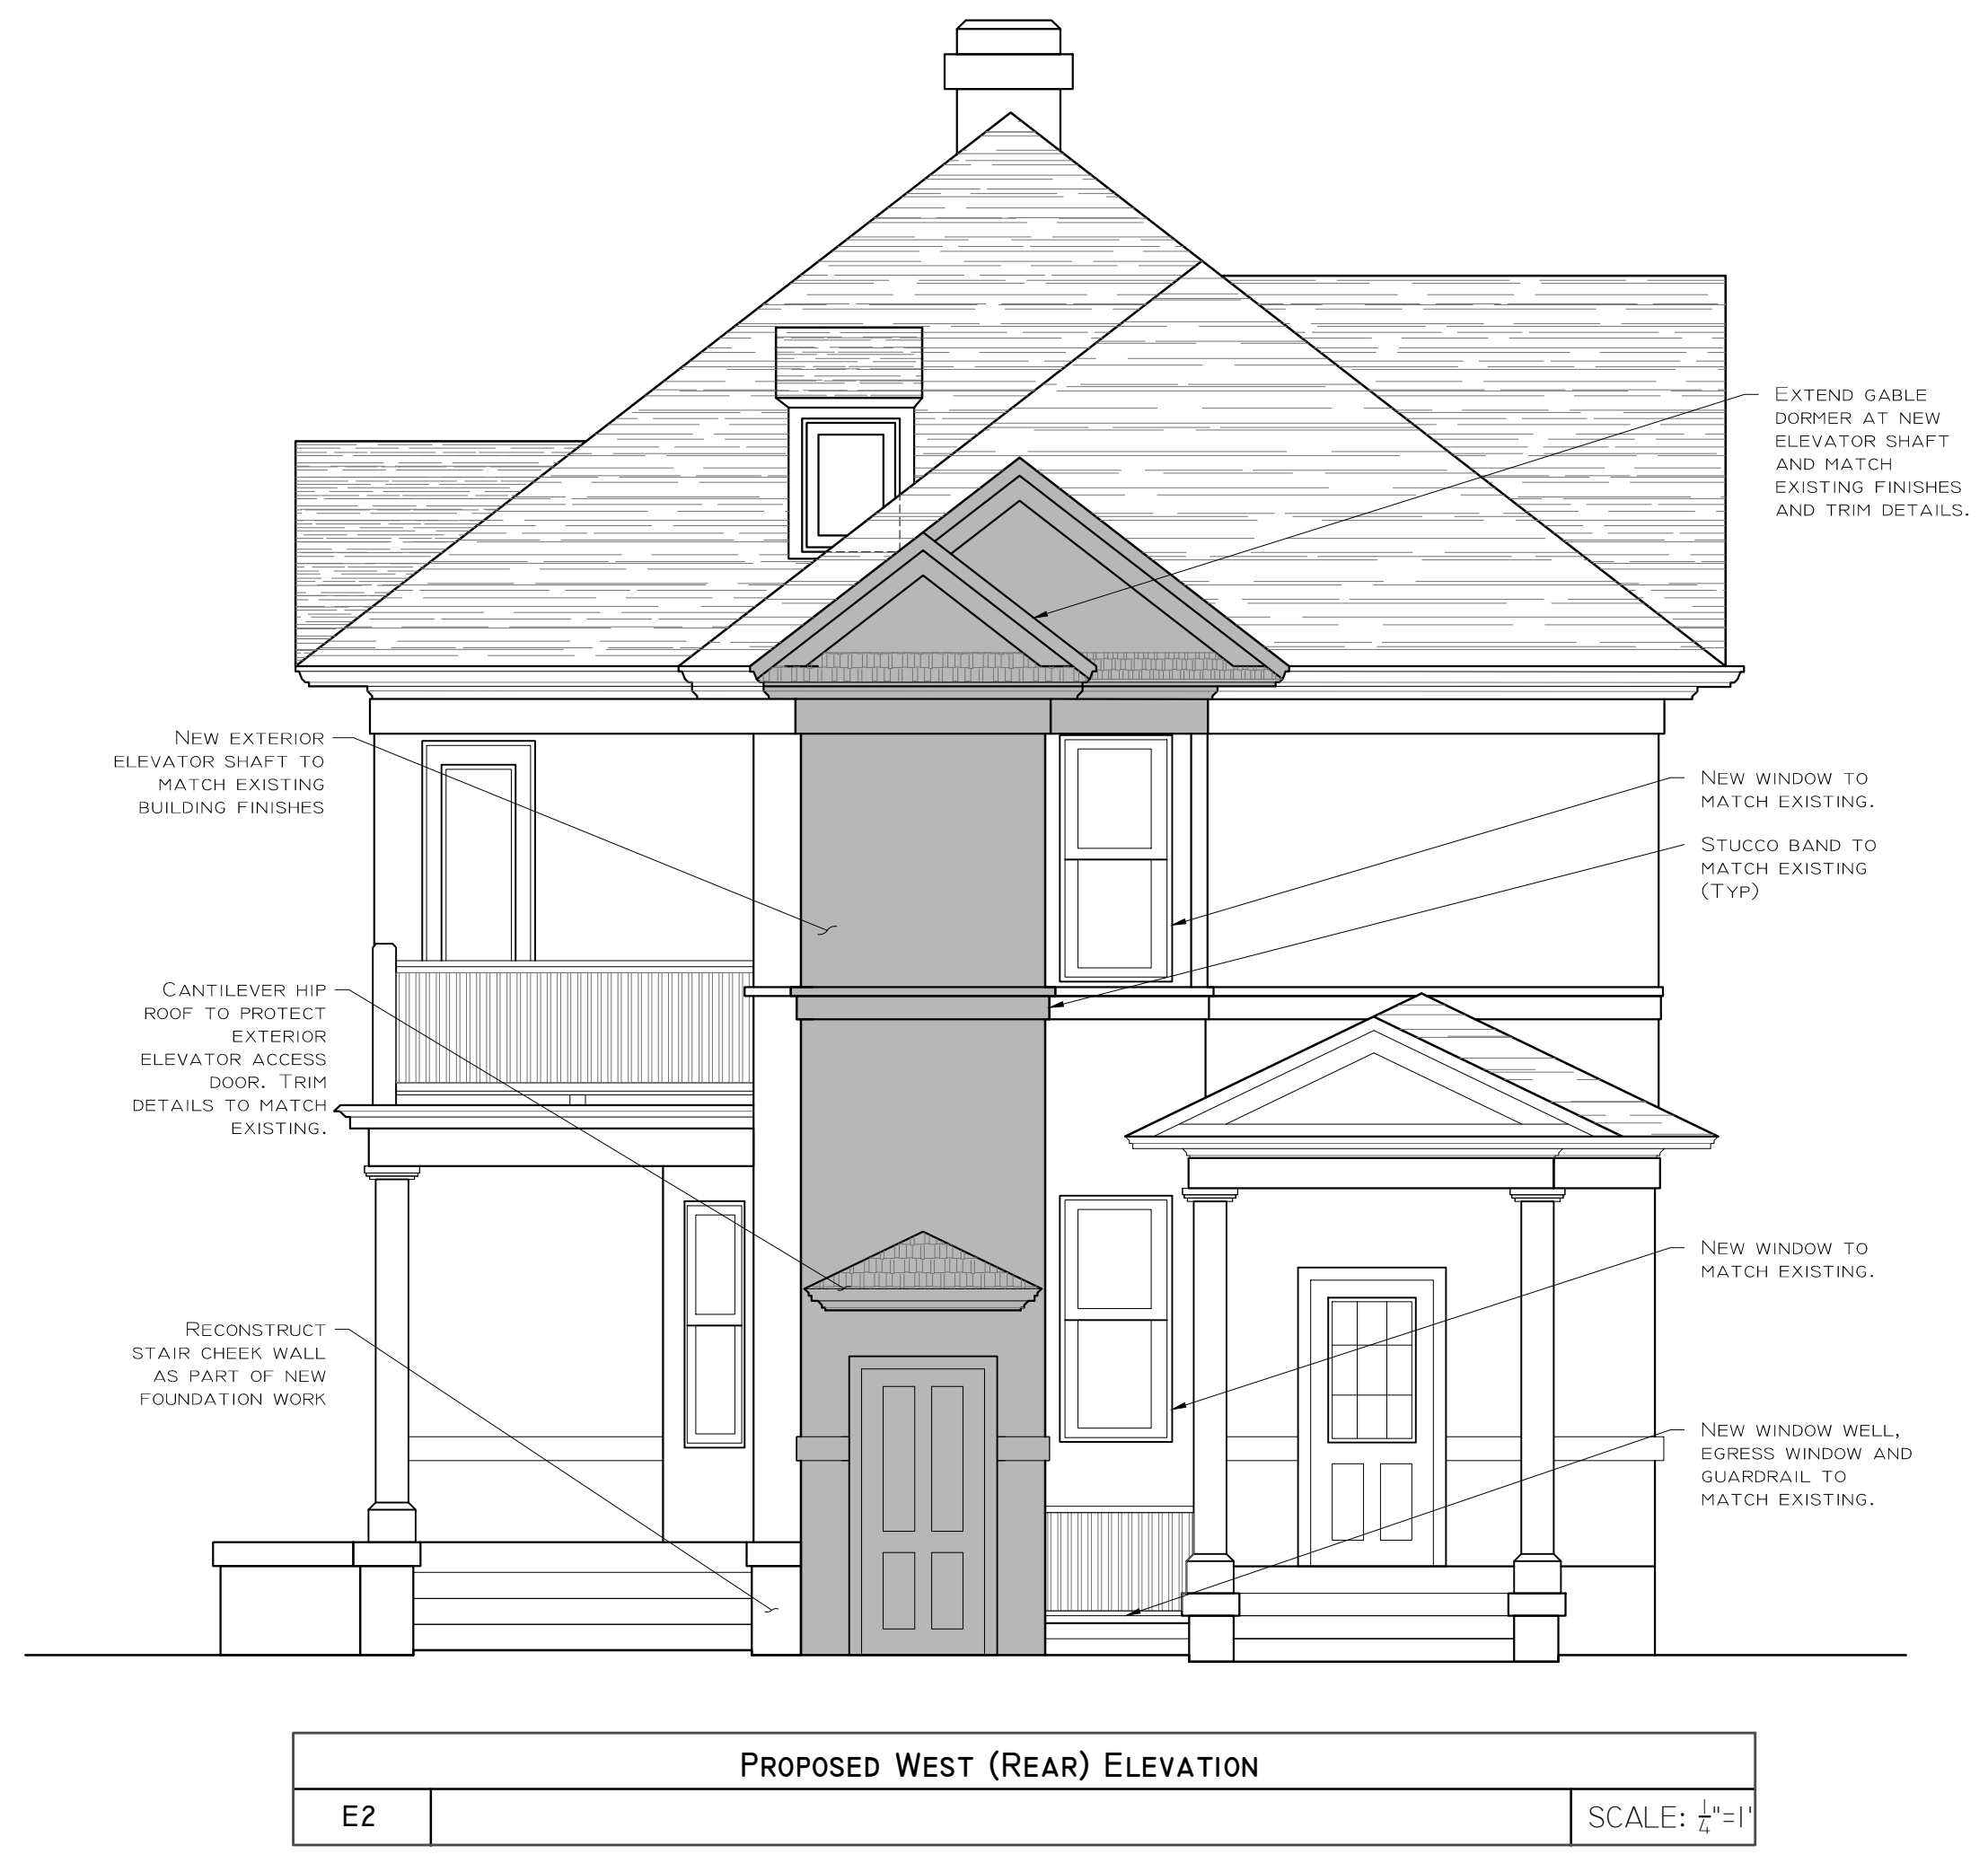 Extend gable
dormer at new
elevator shaft
and match
existing finishes
and trim details.
New exterior
elevator shaft to
match existing
building finishes
New window to
match existing.
Stucco band to
match existing
(Typ)
Cantilever hip
roof to protect
exterior
elevator access
door. Trim
details to match
existing.
New window to
match existing.
Reconstruct
stair cheek wall
as part of new
foundation work
New window well,
egress window and
guardrail to
match existing.
Proposed West (Rear) Elevation
E2
SCALE: 1/4"=1'